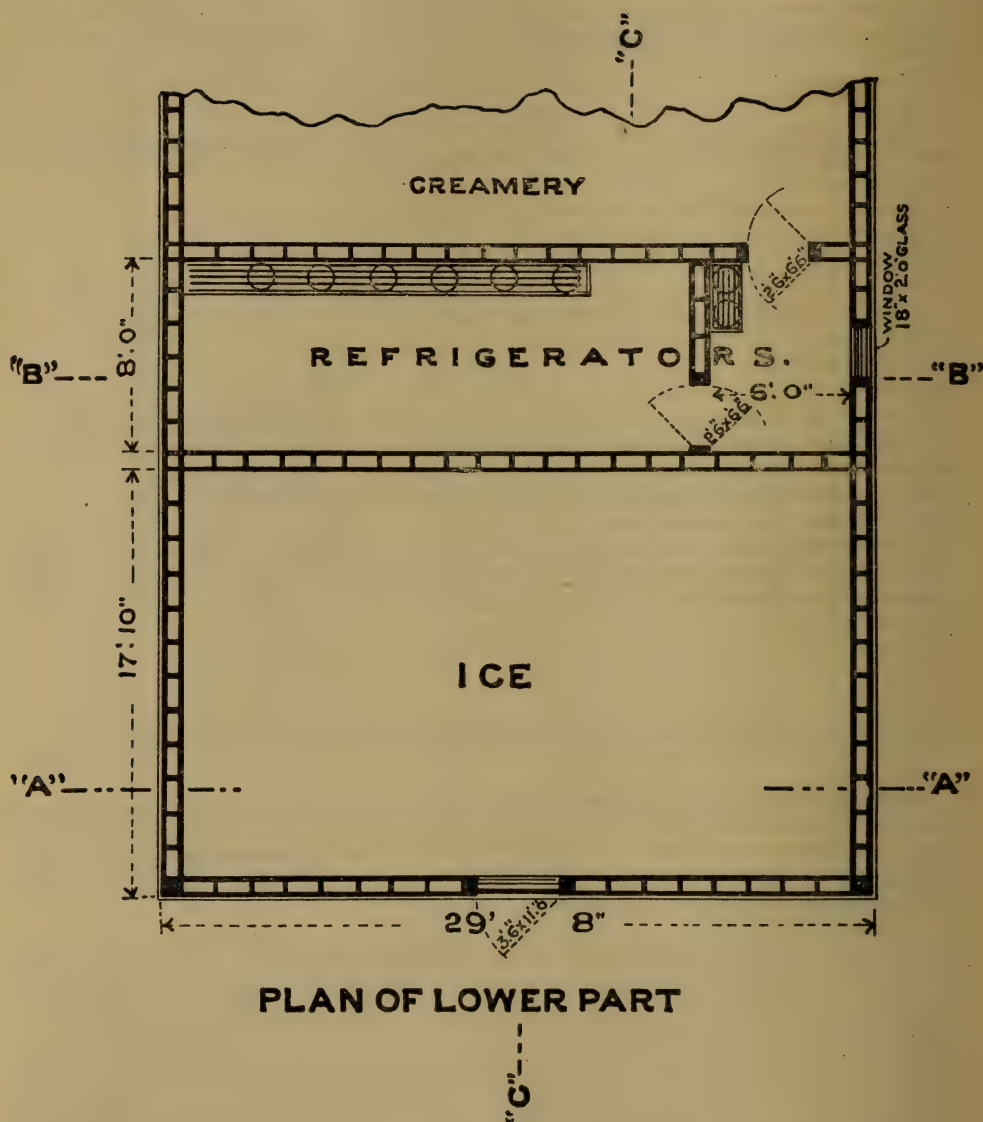 "C"
CREAMERY
2'6"x6'6"
WINDOW
18"x2'0"GLASS
8'0"
REFRIGERATORS.
"B"
"B"
6'0"
2'6"x6'6"
17'10"
ICE
"A"
"A"
29' 8"
3'6"x11'8"
PLAN OF LOWER PART
"C"